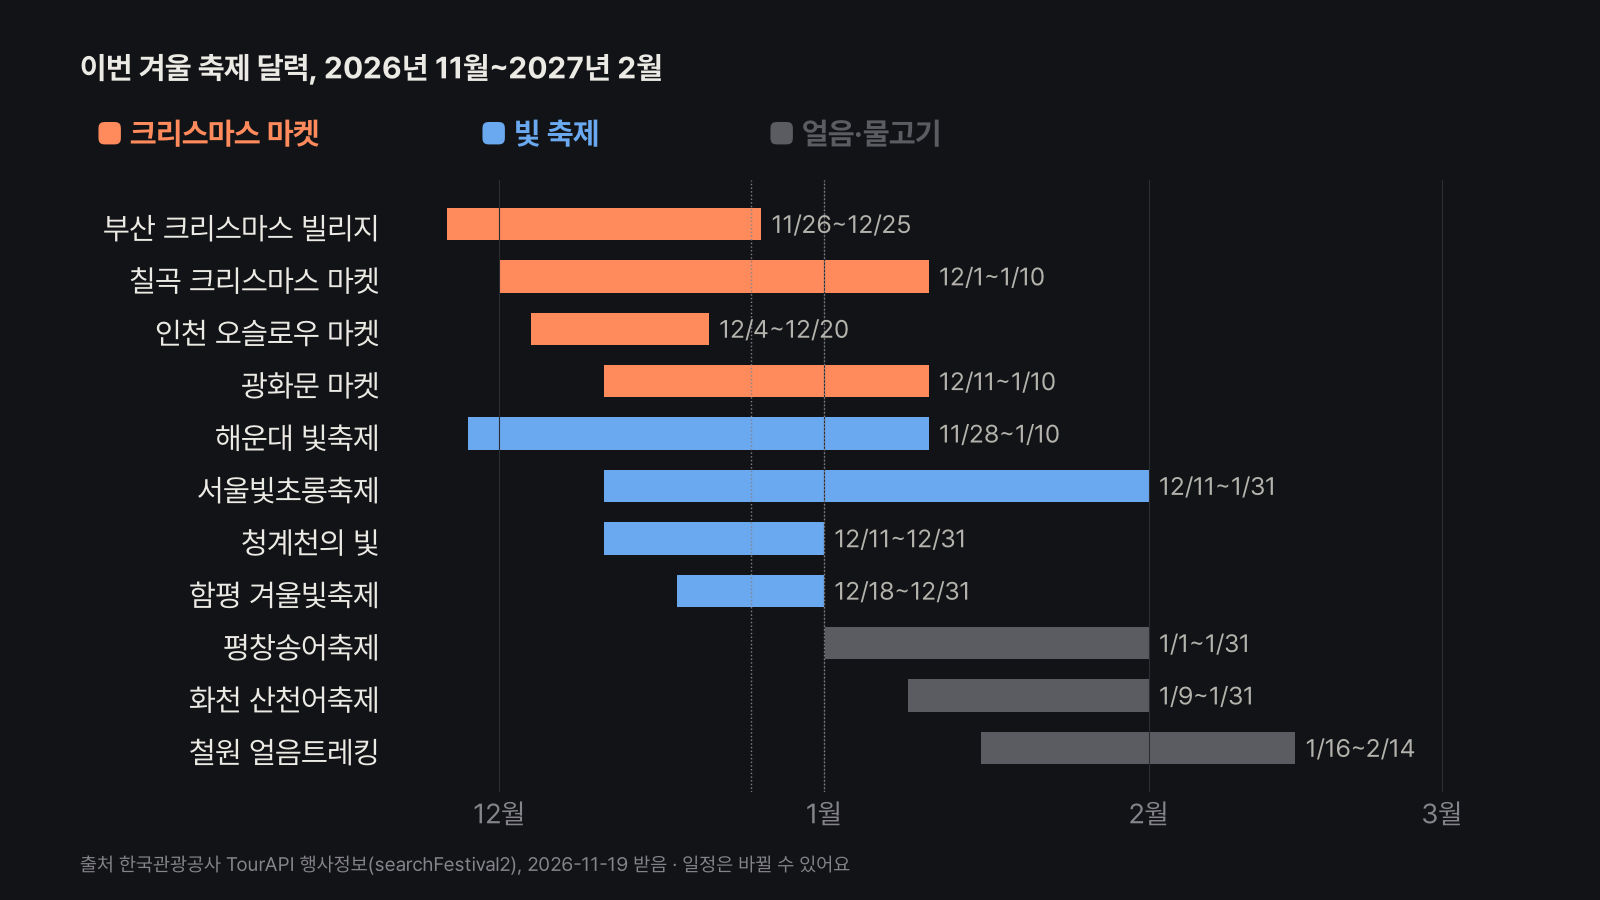 이번 겨울 축제 달력, 2026년 11월~2027년 2월
크리스마스 마켓 빛 축제 얼음·물고기
부산 크리스마스 빌리지 11/26~12/25
칠곡 크리스마스 마켓 12/1~1/10
인천 오슬로우 마켓 12/4~12/20
광화문 마켓 12/11~1/10
해운대 빛축제 11/28~1/10
서울빛초롱축제 12/11~1/31
청계천의 빛 12/11~12/31
함평 겨울빛축제 12/18~12/31
평창송어축제 1/1~1/31
화천 산천어축제 1/9~1/31
철원 얼음트레킹 1/16~2/14
12월 1월 2월 3월
출처 한국관광공사 TourAPI 행사정보(searchFestival2), 2026-11-19 받음 · 일정은 바뀔 수 있어요